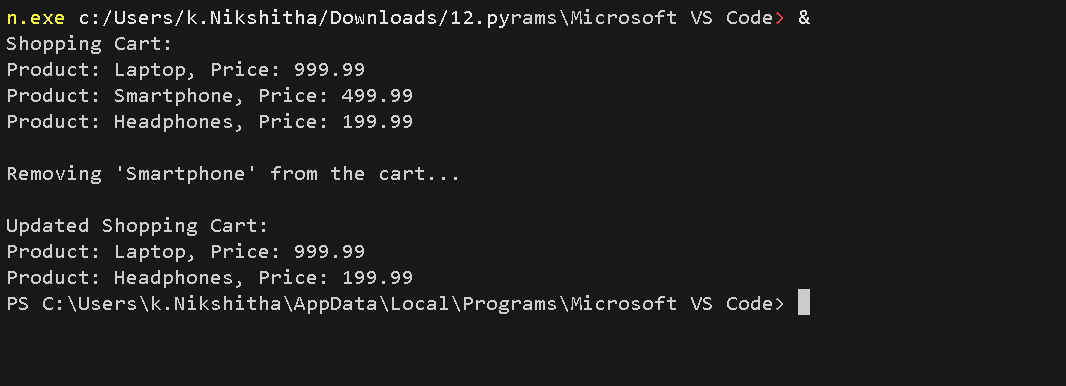 n.exe c:/Users/k.Nikshitha/Downloads/12.pyrams\Microsoft VS Code> &
Shopping Cart:
Product: Laptop, Price: 999.99
Product: Smartphone, Price: 499.99
Product: Headphones, Price: 199.99
Removing 'Smartphone' from the cart...
Updated Shopping Cart:
Product: Laptop, Price: 999.99
Product: Headphones, Price: 199.99
PS C:\Users\k.Nikshitha\AppData\Local\Programs\Microsoft VS Code>